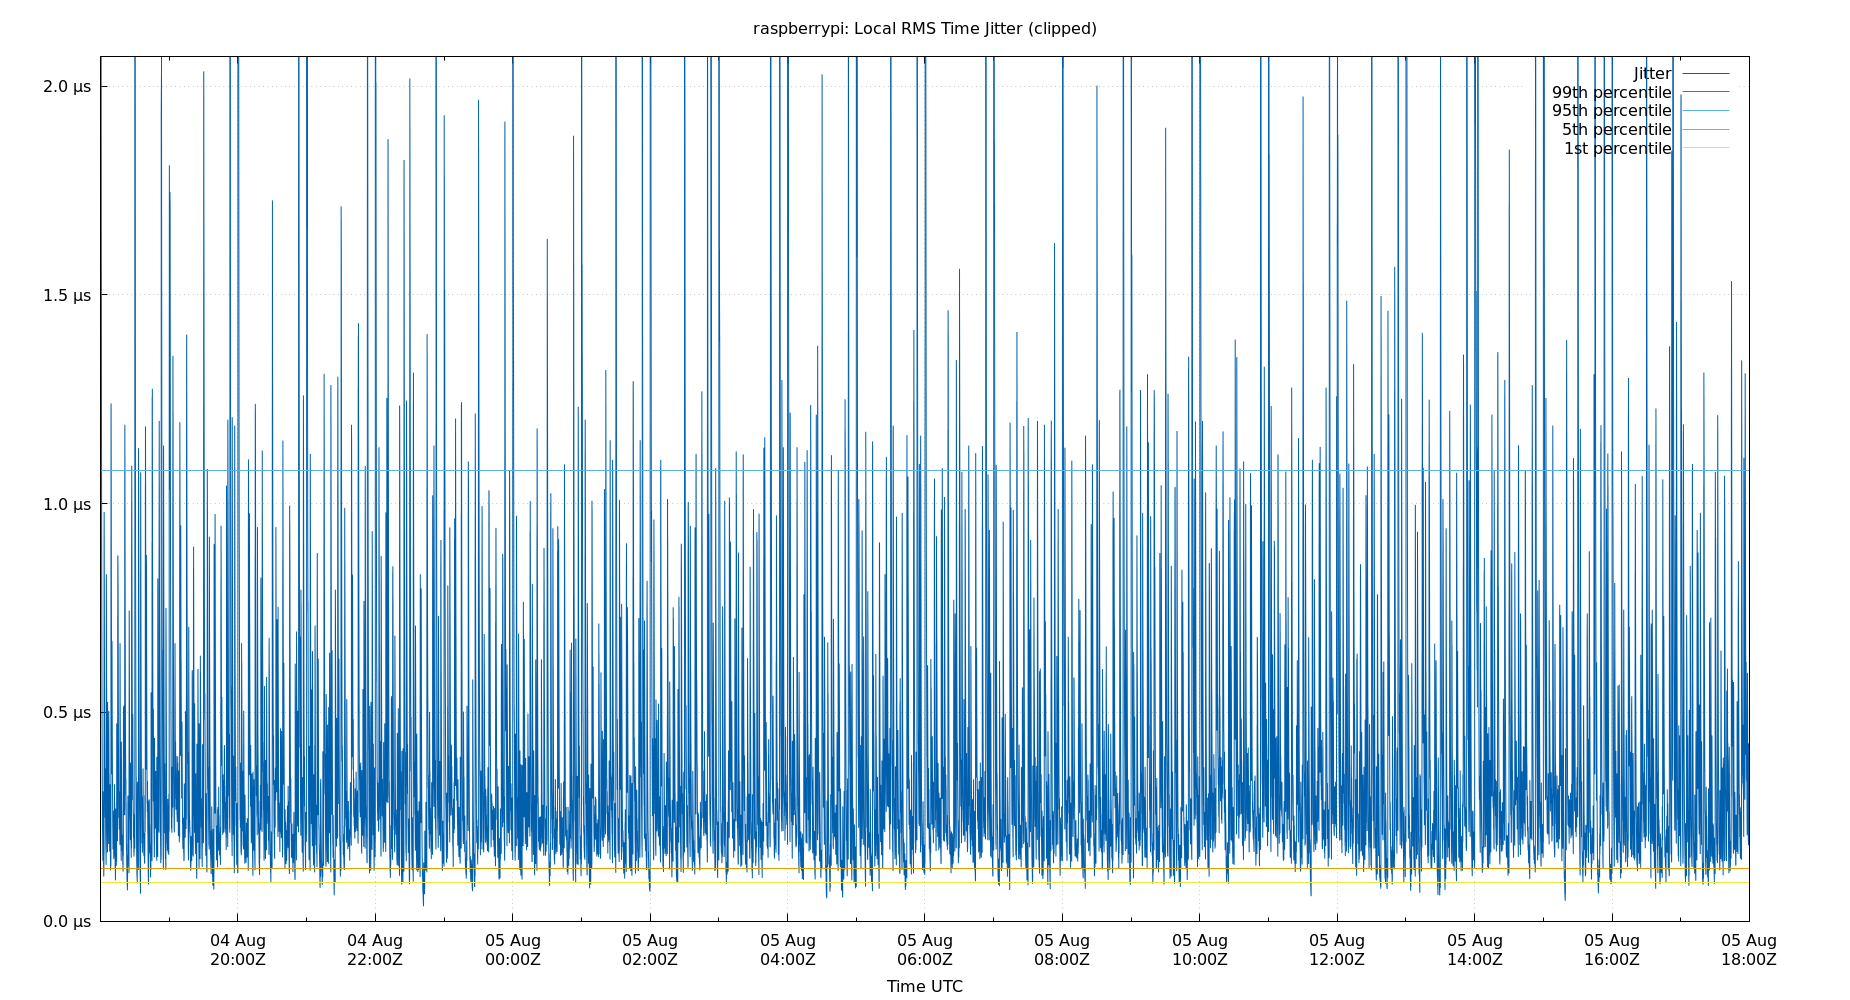 raspberrypi: Local RMS Time Jitter (clipped)
2.0 µs
1.5 µs
1.0 µs
0.5 µs
0.0 µs
Jitter
99th percentile
95th percentile
5th percentile
1st percentile
04 Aug 04 Aug 05 Aug 05 Aug 05 Aug 05 Aug 05 Aug 05 Aug 05 Aug 05 Aug 05 Aug 05 Aug
20:00Z 22:00Z 00:00Z 02:00Z 04:00Z 06:00Z 08:00Z 10:00Z 12:00Z 14:00Z 16:00Z 18:00Z
Time UTC